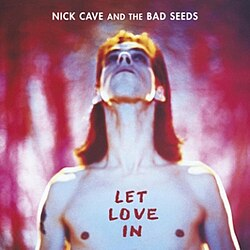 NICK CAVE AND THE BAD SEEDS
LET
LOVE
IN